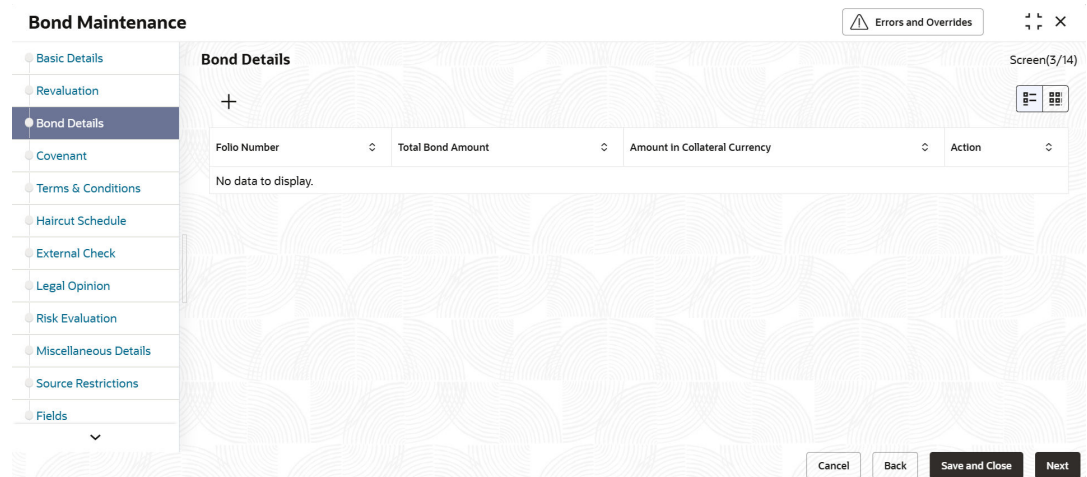 Bond Maintenance
Errors and Overrides
Basic Details
Revaluation
Bond Details
Covenant
Terms & Conditions
Haircut Schedule
External Check
Legal Opinion
Risk Evaluation
Miscellaneous Details
Source Restrictions
Fields
Bond Details
Screen(3/14)
Folio Number
Total Bond Amount
Amount in Collateral Currency
Action
No data to display.
Cancel
Back
Save and Close
Next